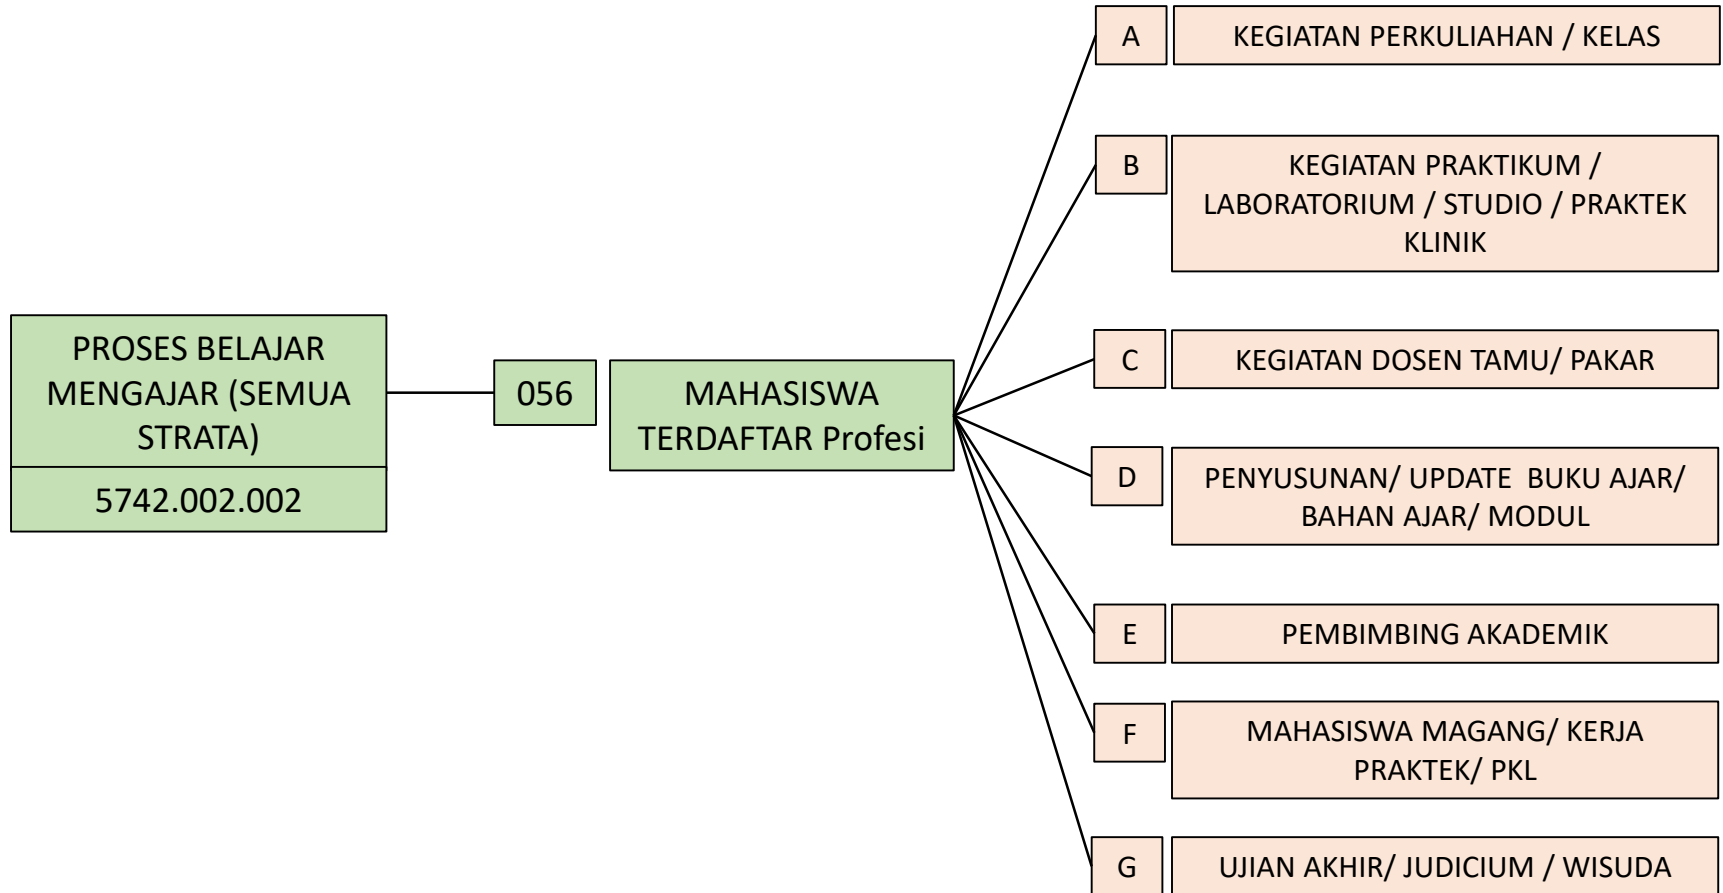 PROSES BELAJAR
MENGAJAR (SEMUA
STRATA)
5742.002.002
056
MAHASISWA
TERDAFTAR Profesi
A
KEGIATAN PERKULIAHAN / KELAS
B
KEGIATAN PRAKTIKUM /
LABORATORIUM / STUDIO / PRAKTEK
KLINIK
C
KEGIATAN DOSEN TAMU/ PAKAR
D
PENYUSUNAN/ UPDATE BUKU AJAR/
BAHAN AJAR/ MODUL
E
PEMBIMBING AKADEMIK
F
MAHASISWA MAGANG/ KERJA
PRAKTEK/ PKL
G
UJIAN AKHIR/ JUDICIUM / WISUDA